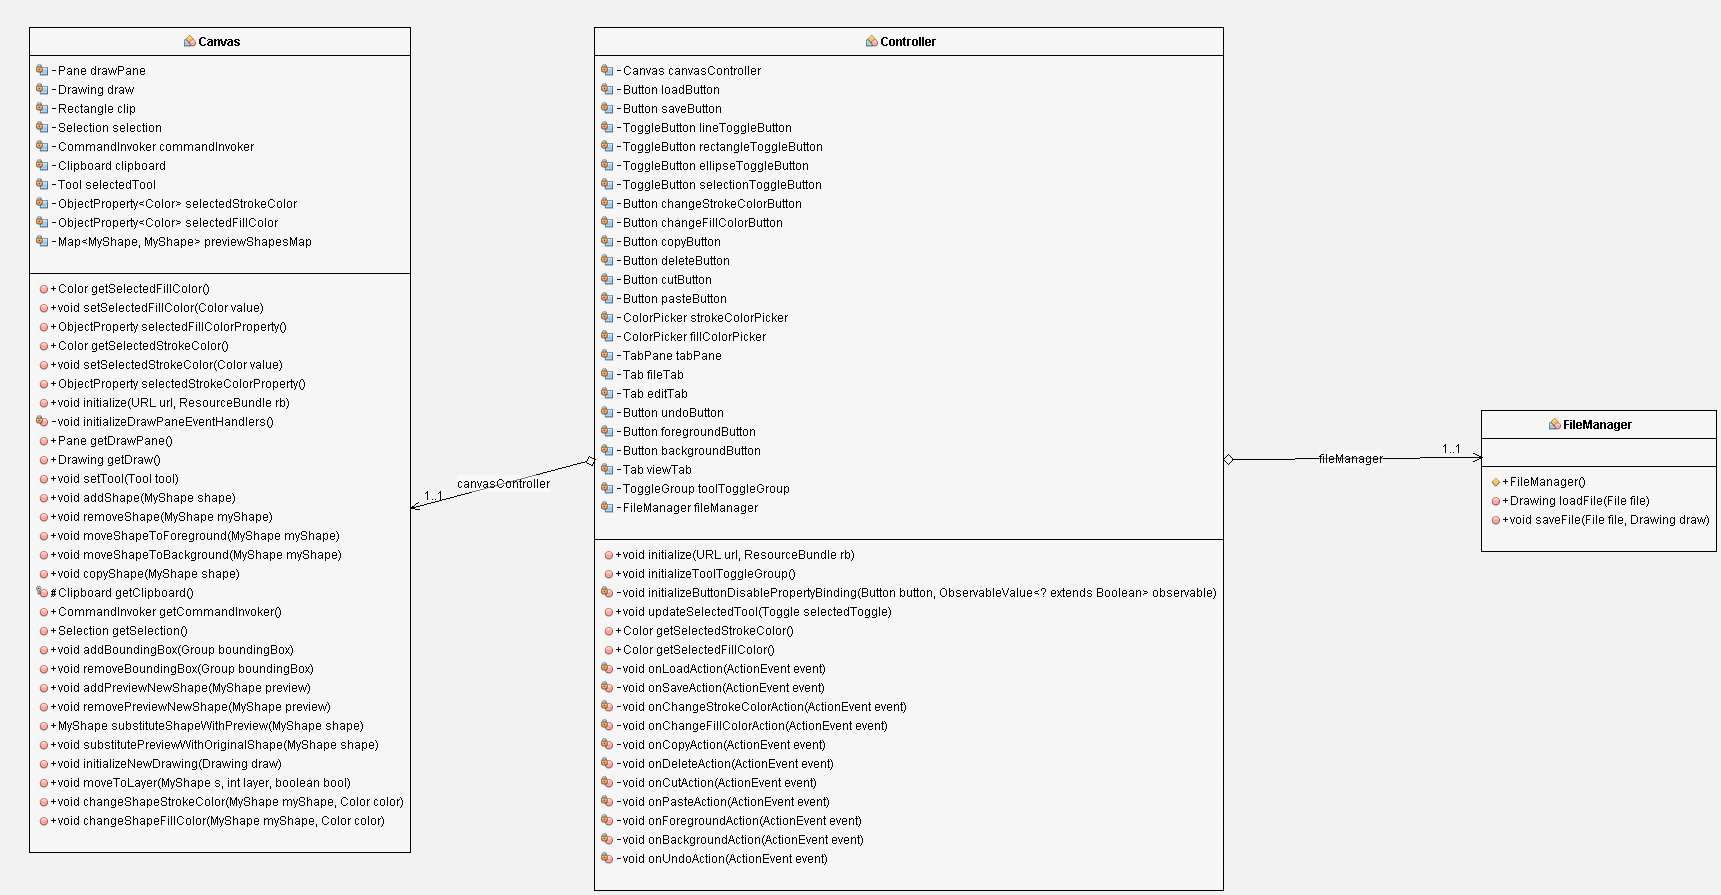 Canvas
-Pane drawPane
-Drawing draw
-Rectangle clip
-Selection selection
-CommandInvoker commandInvoker
-Clipboard clipboard
-Tool selectedTool
-ObjectProperty<Color> selectedStrokeColor
-ObjectProperty<Color> selectedFillColor
-Map<MyShape, MyShape> previewShapesMap
+Color getSelectedFillColor()
+void setSelectedFillColor(Color value)
+ObjectProperty selectedFillColorProperty()
+Color getSelectedStrokeColor()
+void setSelectedStrokeColor(Color value)
+ObjectProperty selectedStrokeColorProperty()
+void initialize(URL url, ResourceBundle rb)
-void initializeDrawPaneEventHandlers()
+Pane getDrawPane()
+Drawing getDraw()
+void setTool(Tool tool)
+void addShape(MyShape shape)
+void removeShape(MyShape myShape)
+void moveShapeToForeground(MyShape myShape)
+void moveShapeToBackground(MyShape myShape)
+void copyShape(MyShape shape)
#Clipboard getClipboard()
+CommandInvoker getCommandInvoker()
+Selection getSelection()
+void addBoundingBox(Group boundingBox)
+void removeBoundingBox(Group boundingBox)
+void addPreviewNewShape(MyShape preview)
+void removePreviewNewShape(MyShape preview)
+MyShape substituteShapeWithPreview(MyShape shape)
+void substitutePreviewWithOriginalShape(MyShape shape)
+void initializeNewDrawing(Drawing draw)
+void moveToLayer(MyShape s, int layer, boolean bool)
+void changeShapeStrokeColor(MyShape myShape, Color color)
+void changeShapeFillColor(MyShape myShape, Color color)
canvasController
1..1
Controller
-Canvas canvasController
-Button loadButton
-Button saveButton
-ToggleButton lineToggleButton
-ToggleButton rectangleToggleButton
-ToggleButton ellipseToggleButton
-ToggleButton selectionToggleButton
-Button changeStrokeColorButton
-Button changeFillColorButton
-Button copyButton
-Button deleteButton
-Button cutButton
-Button pasteButton
-ColorPicker strokeColorPicker
-ColorPicker fillColorPicker
-TabPane tabPane
-Tab fileTab
-Tab editTab
-Button undoButton
-Button foregroundButton
-Button backgroundButton
-Tab viewTab
-ToggleGroup toolToggleGroup
-FileManager fileManager
+void initialize(URL url, ResourceBundle rb)
+void initializeToolToggleGroup()
-void initializeButtonDisablePropertyBinding(Button button, ObservableValue<? extends Boolean> observable)
+void updateSelectedTool(Toggle selectedToggle)
+Color getSelectedStrokeColor()
+Color getSelectedFillColor()
-void onLoadAction(ActionEvent event)
-void onSaveAction(ActionEvent event)
-void onChangeStrokeColorAction(ActionEvent event)
-void onChangeFillColorAction(ActionEvent event)
-void onCopyAction(ActionEvent event)
-void onDeleteAction(ActionEvent event)
-void onCutAction(ActionEvent event)
-void onPasteAction(ActionEvent event)
-void onForegroundAction(ActionEvent event)
-void onBackgroundAction(ActionEvent event)
-void onUndoAction(ActionEvent event)
fileManager
1..1
FileManager
+FileManager()
+Drawing loadFile(File file)
+void saveFile(File file, Drawing draw)